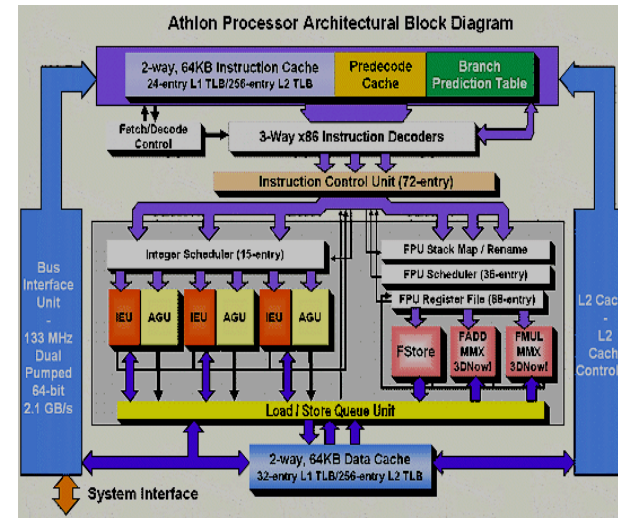 Athlon Processor Architectural Block Diagram
2-way, 64KB Instruction Cache
24-entry L1 TLB/256-entry L2 TLB
Predecode
Cache
Branch
Prediction Table
Fetch/Decode
Control
3-Way x86 Instruction Decoders
Instruction Control Unit (72-entry)
Integer Scheduler (15-entry)
FPU Stack Map / Rename
FPU Scheduler (36-entry)
FPU Register File (88-entry)
Bus
Interface
Unit
-
133 MHz
Dual
Pumped
64-bit
2.1 GB/s
IEU
AGU
IEU
AGU
IEU
AGU
FStore
FADD
MMX
3DNow!
FMUL
MMX
3DNow!
L2 Cac
-
L2
Cache
Control
Load / Store Queue Unit
2-way, 64KB Data Cache
32-entry L1 TLB/256-entry L2 TLB
System Interface